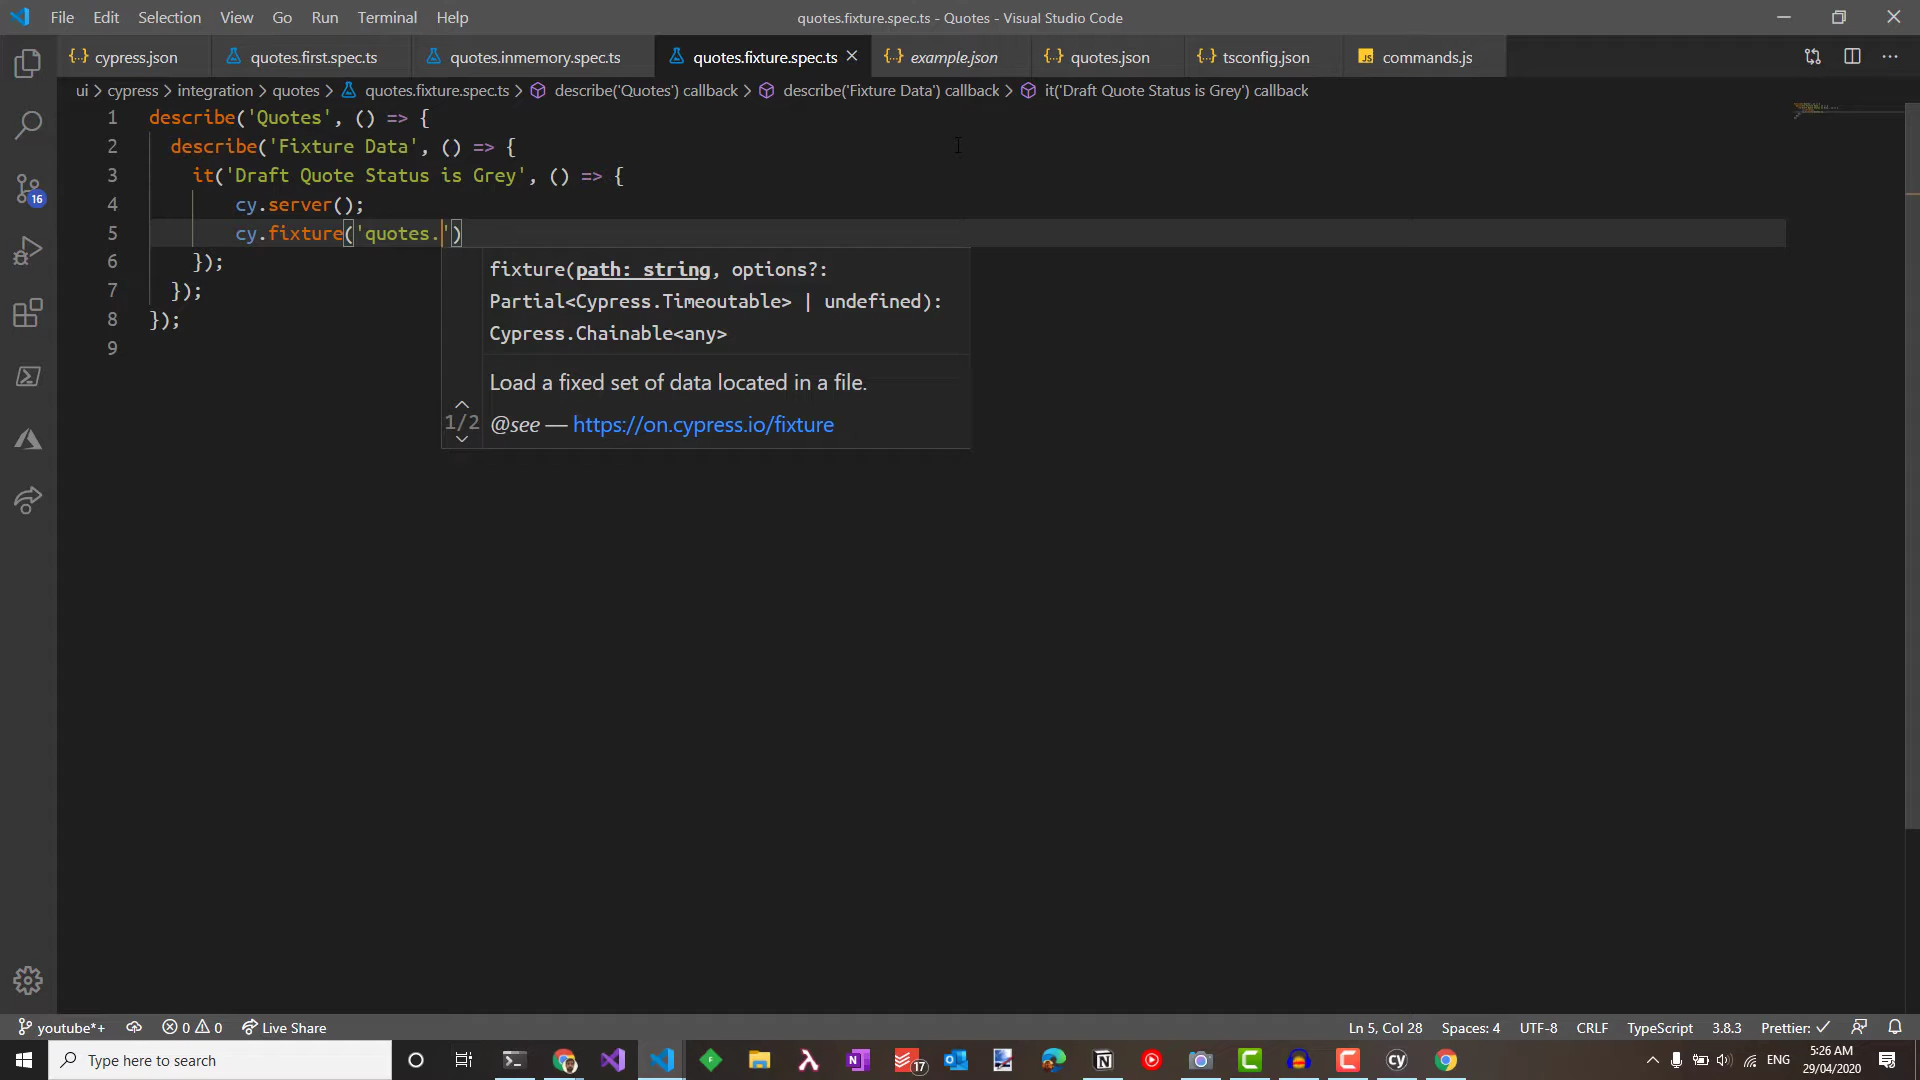 File Edit Selection View Go Run Terminal Help
quotes.fixture.spec.ts - Quotes - Visual Studio Code
cypress.json quotes.first.spec.ts quotes.inmemory.spec.ts quotes.fixture.spec.ts example.json quotes.json tsconfig.json commands.js
ui > cypress > integration > quotes > quotes.fixture.spec.ts > describe('Quotes') callback > describe('Fixture Data') callback > it('Draft Quote Status is Grey') callback
1 describe('Quotes', () => {
2 describe('Fixture Data', () => {
3 it('Draft Quote Status is Grey', () => {
4 cy.server();
5 cy.fixture('quotes.')
6 });
7 });
8 });
9
fixture(path: string, options?:
Partial<Cypress.Timeoutable> | undefined):
Cypress.Chainable<any>
Load a fixed set of data located in a file.
1/2
@see — https://on.cypress.io/fixture
16
youtube*+ 0 0 Live Share
Ln 5, Col 28 Spaces: 4 UTF-8 CRLF TypeScript 3.8.3 Prettier: ✓
Type here to search
17
cy
ENG
5:26 AM
29/04/2020